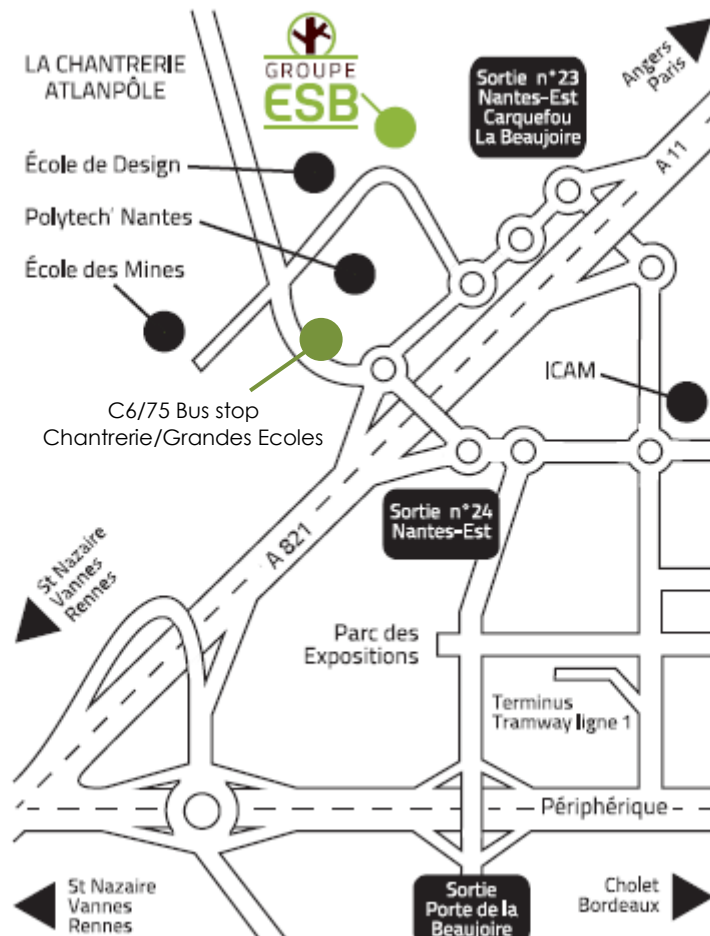 LA CHANTRERIE
ATLANPÔLE
GROUPE
ESB
Sortie n°23
Nantes-Est
Carquefou
La Beaujoire
Angers
Paris
A 11
École de Design
Polytech' Nantes
École des Mines
ICAM
C6/75 Bus stop
Chantrerie/Grandes Ecoles
Sortie n°24
Nantes-Est
A 821
St Nazaire
Vannes
Rennes
Parc des
Expositions
Terminus
Tramway ligne 1
Périphérique
St Nazaire
Vannes
Rennes
Sortie
Porte de la
Beaujoire
Cholet
Bordeaux